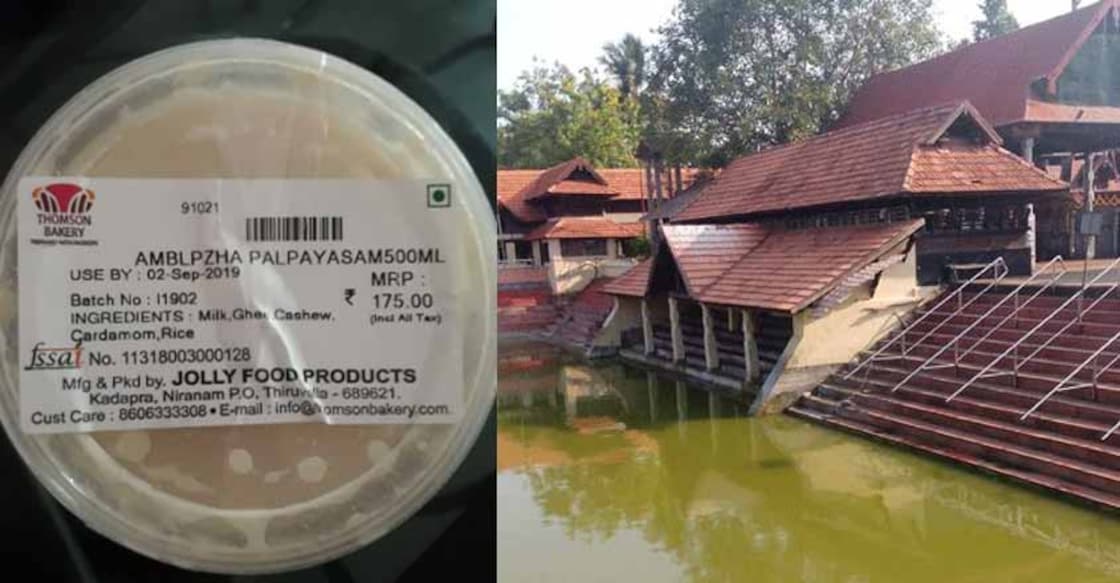 THOMSON
BAKERY
91021
AMBLPZHA PALPAYASAM500ML
USE BY : 02-Sep-2019
MRP :
Batch No : I1902
₹ 175.00
INGREDIENTS : Milk,Ghee,Cashew,
(Incl All Tax)
Cardamom,Rice
fssai No. 11318003000128
Mfg & Pkd by. JOLLY FOOD PRODUCTS
Kadapra, Niranam P.O, Thiruvalla - 689621.
Cust Care : 8606333308 • E-mail : info@thomsonbakery.com